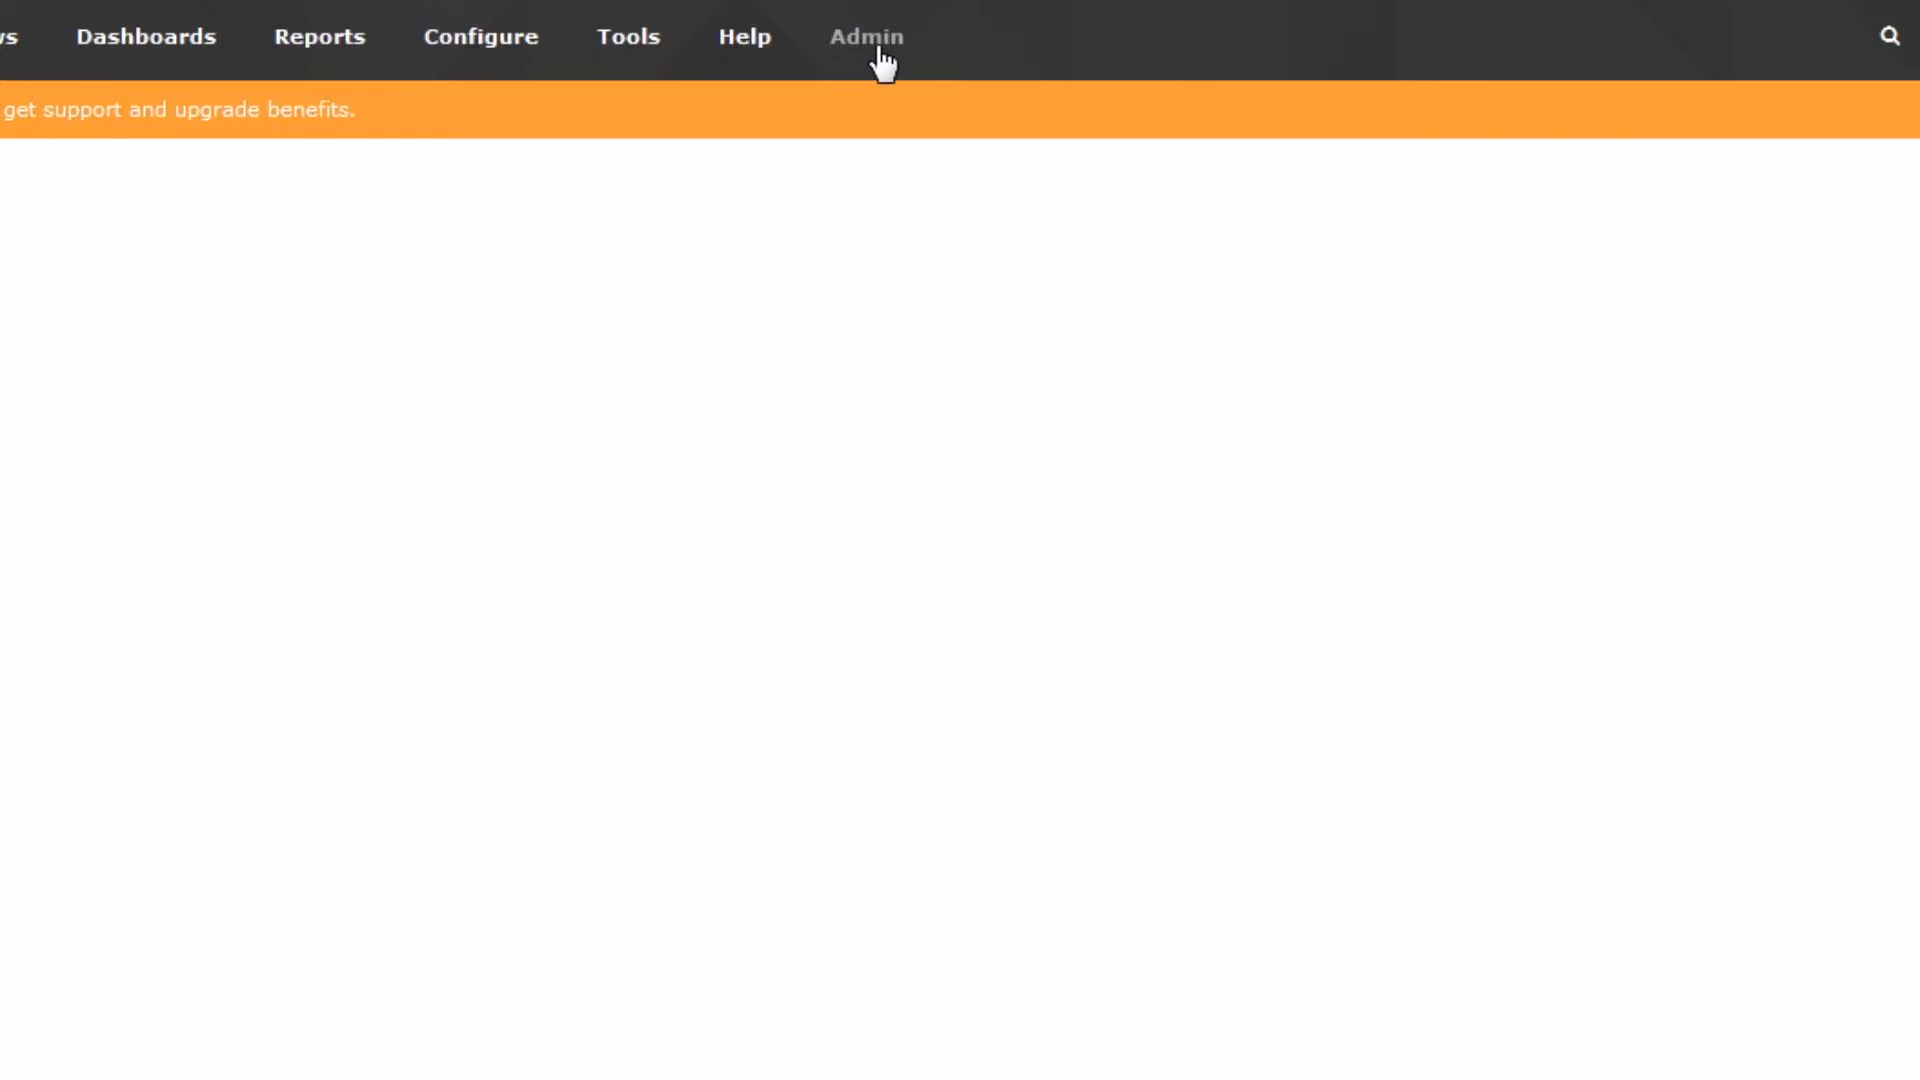 Dashboards Reports Configure Tools Help Admin
get support and upgrade benefits.